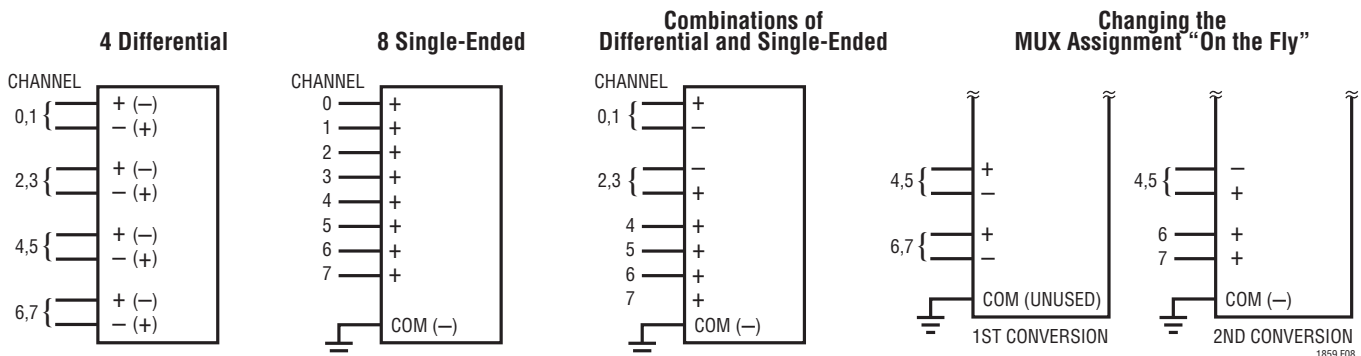 4 Differential
CHANNEL
0,1 { + (–)
– (+)
2,3 { + (–)
– (+)
4,5 { + (–)
– (+)
6,7 { + (–)
– (+)
8 Single-Ended
CHANNEL
0 +
1 +
2 +
3 +
4 +
5 +
6 +
7 +
COM (–)
Combinations of
Differential and Single-Ended
CHANNEL
0,1 { +
–
2,3 { –
+
4 +
5 +
6 +
7 +
COM (–)
Changing the
MUX Assignment “On the Fly”
4,5 { +
–
6,7 { +
–
COM (UNUSED)
1ST CONVERSION
4,5 { –
+
6 +
7 +
COM (–)
2ND CONVERSION
1859 F08